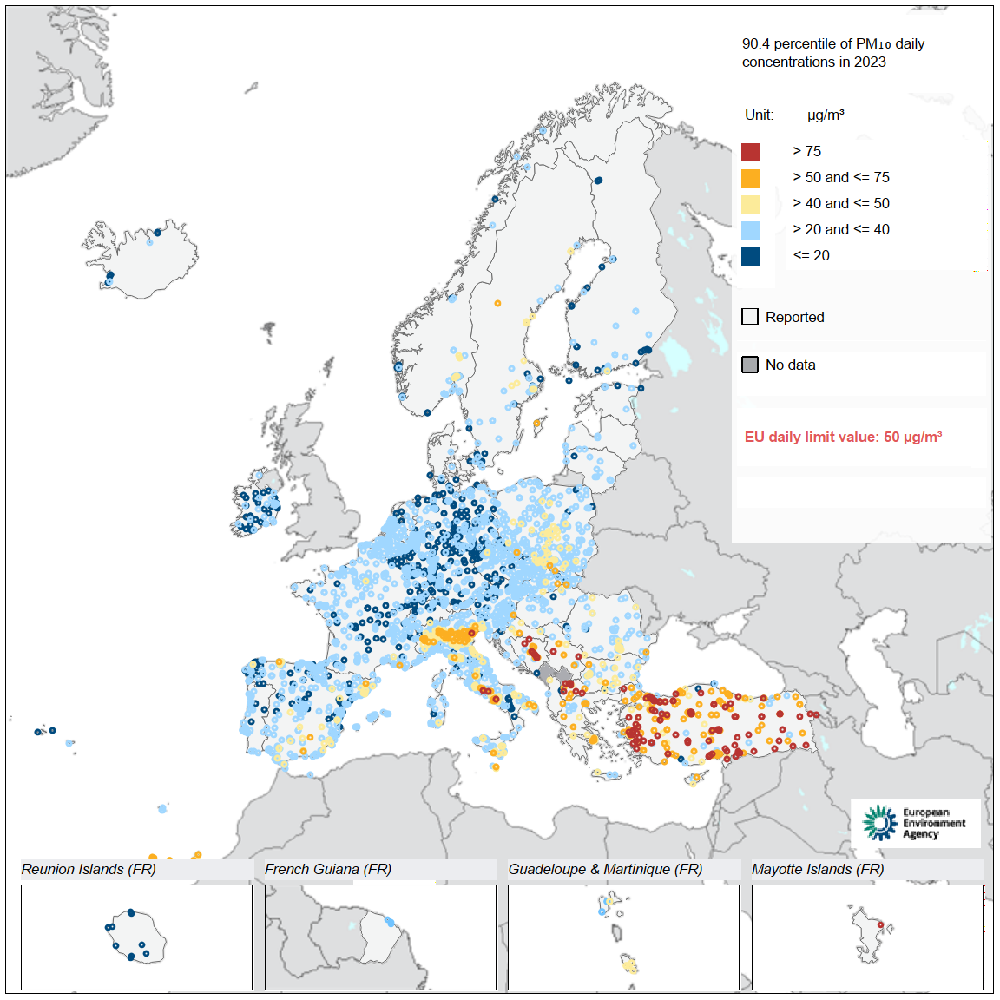 90.4 percentile of PM₁₀ daily
concentrations in 2023
Unit: µg/m³
> 75
> 50 and <= 75
> 40 and <= 50
> 20 and <= 40
<= 20
Reported
No data
EU daily limit value: 50 µg/m³
European
Environment
Agency
Reunion Islands (FR)
French Guiana (FR)
Guadeloupe & Martinique (FR)
Mayotte Islands (FR)